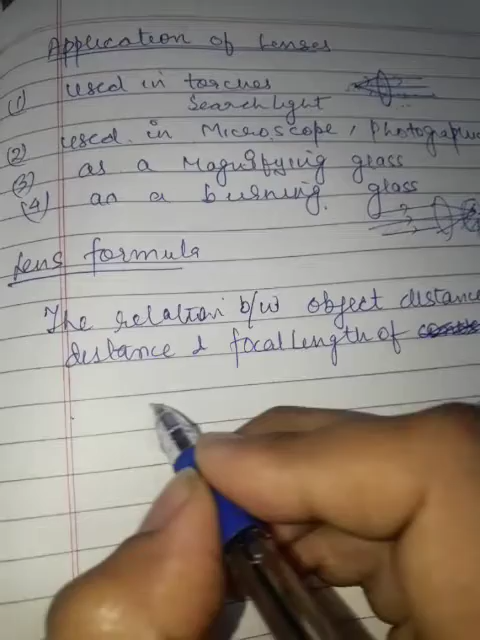 Application of Lenses
(1) used in torches
Searchlight
(2) used in Microscope, Photographic
(3) as a Magnifying glass
(4) as a burning glass
Lens formula
The relation b/w object distance
distance & focal length of